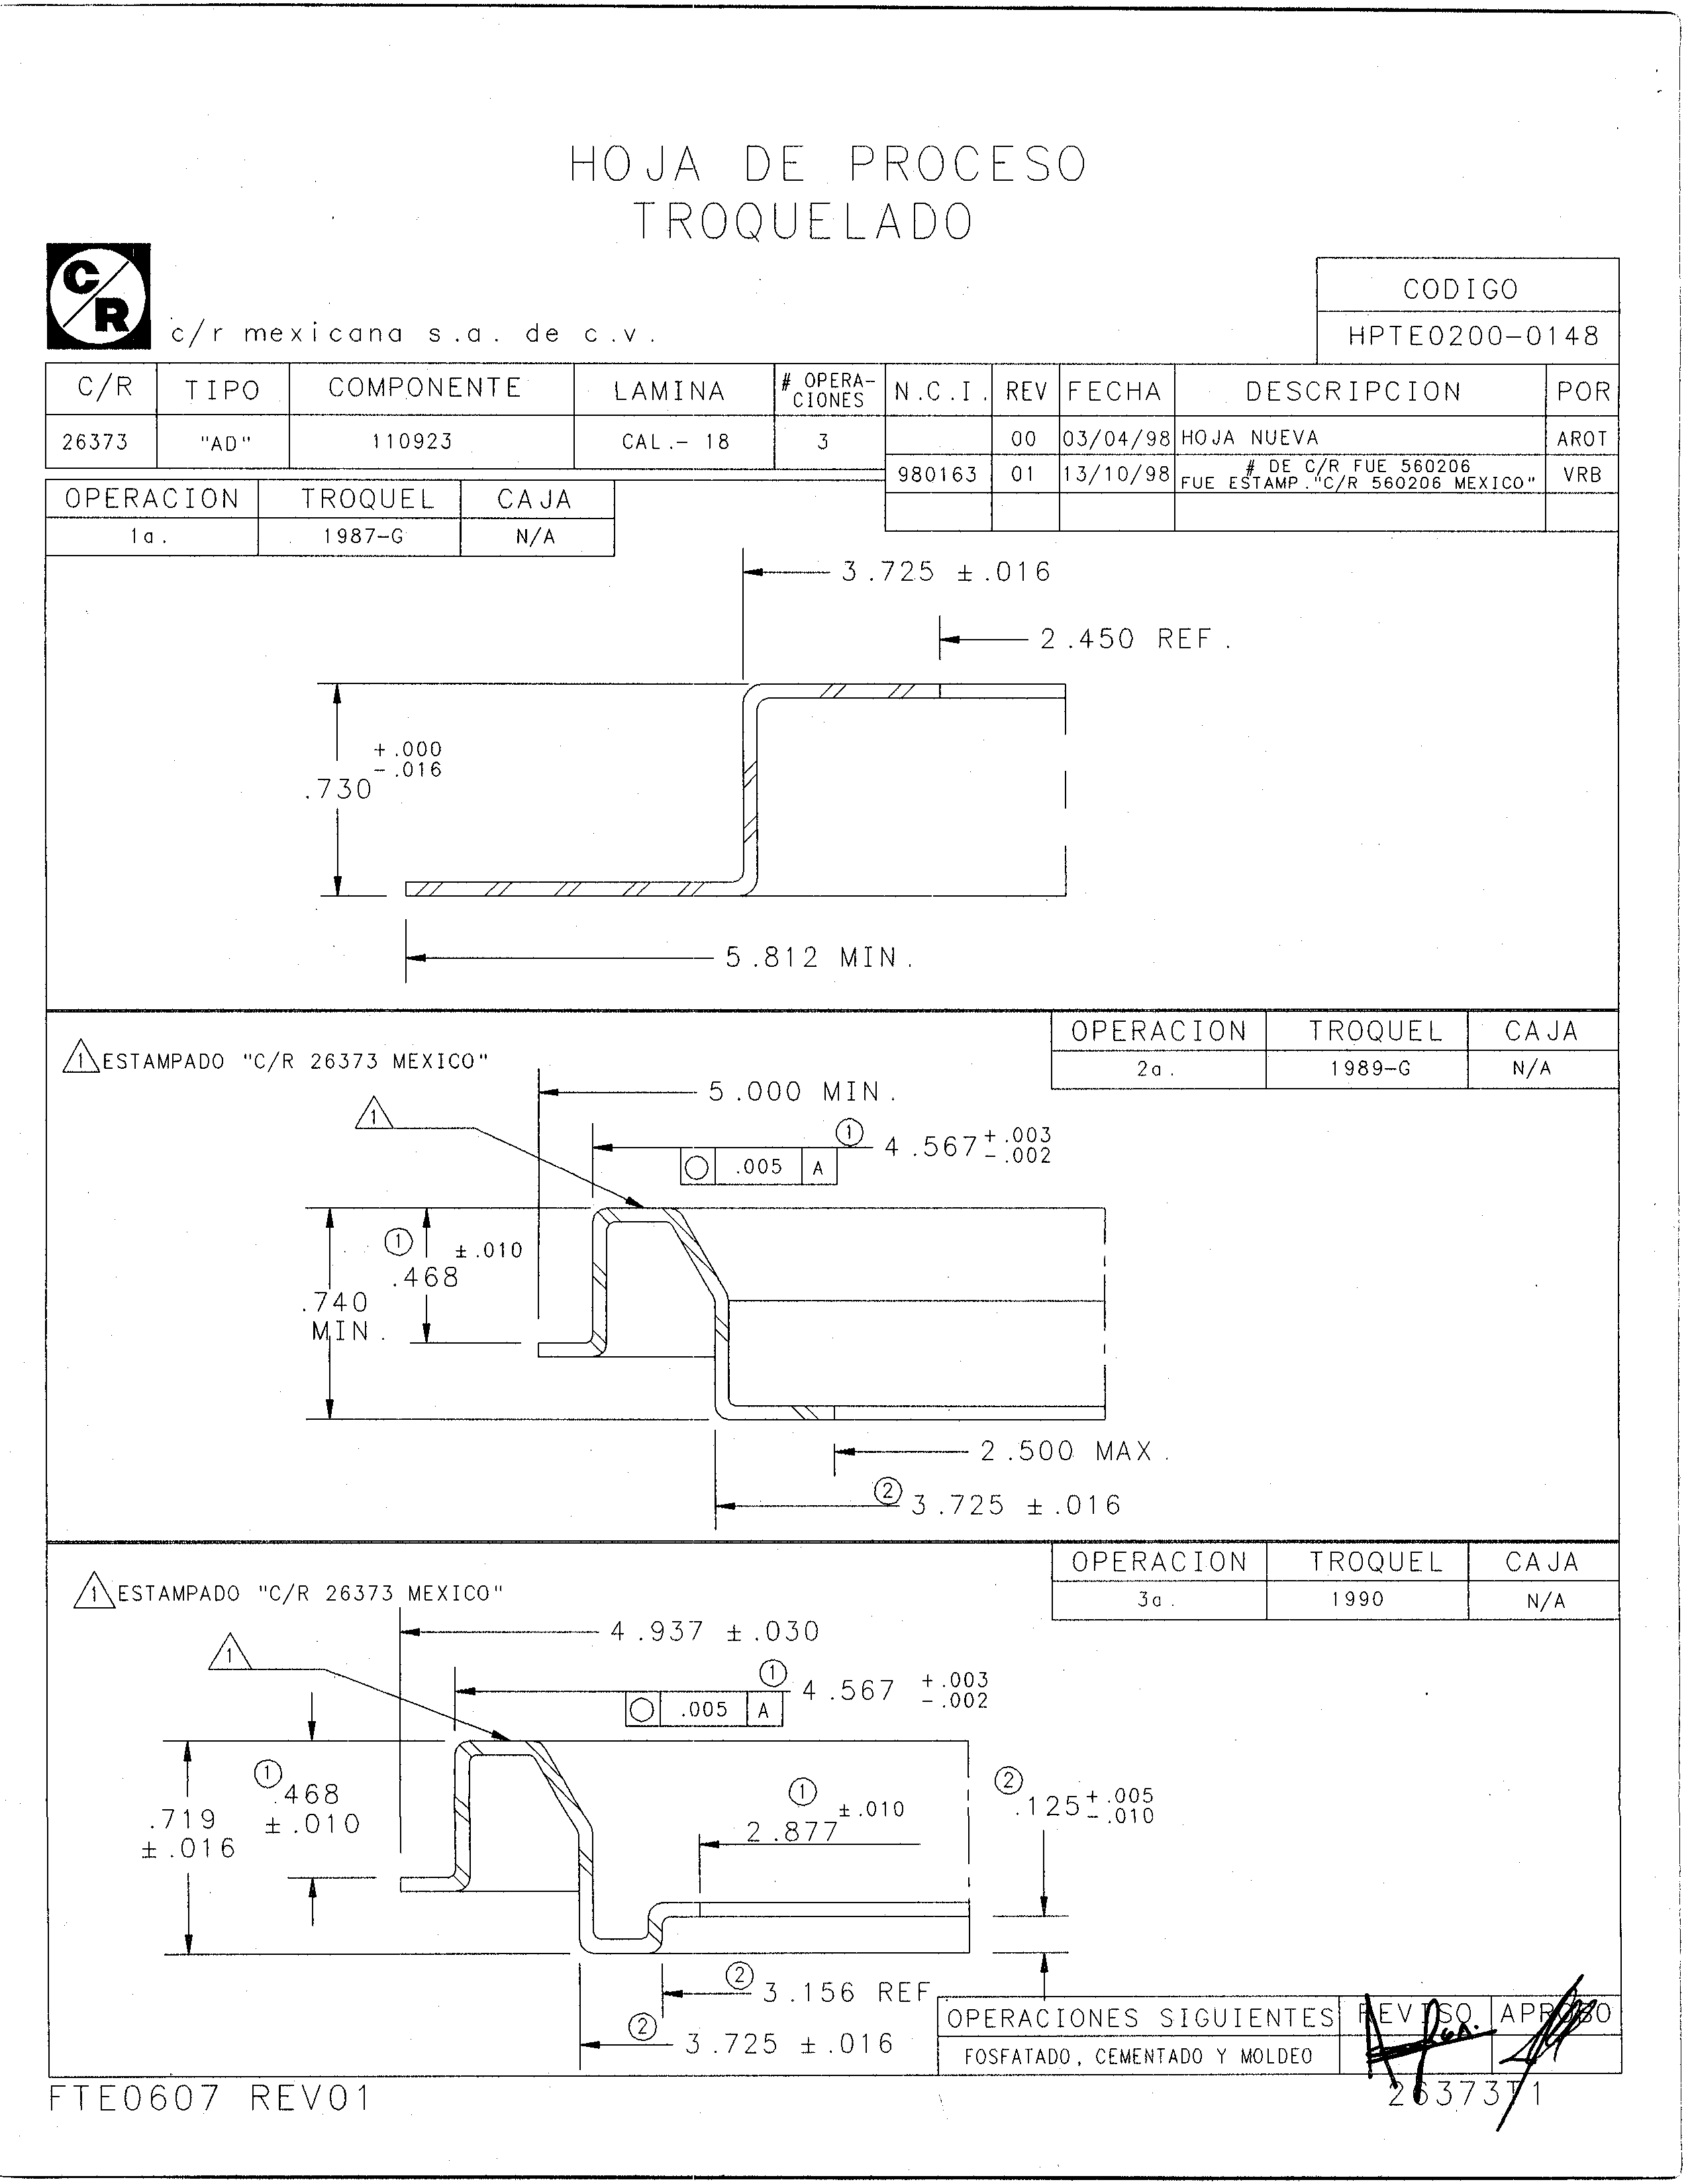 HOJA DE PROCESO
TROQUELADO
C/R
c/r mexicana s.a. de c.v.
CODIGO
HPTE0200-0148
C/R TIPO COMPONENTE LAMINA # OPERA-CIONES N.C.I. REV FECHA DESCRIPCION POR
26373 "AD" 110923 CAL.- 18 3 00 03/04/98 HOJA NUEVA AROT
980163 01 13/10/98 # DE C/R FUE 560206 VRB
FUE ESTAMP."C/R 560206 MEXICO"
OPERACION TROQUEL CAJA
1a. 1987-G N/A
3.725 ±.016
2.450 REF.
.730 +.000 -.016
5.812 MIN.
OPERACION TROQUEL CAJA
2a. 1989-G N/A
1 ESTAMPADO "C/R 26373 MEXICO"
5.000 MIN.
1
1 4.567 +.003 -.002
○ .005 A
1 .468 ±.010
.740
MIN.
2.500 MAX.
2 3.725 ±.016
OPERACION TROQUEL CAJA
3a. 1990 N/A
1 ESTAMPADO "C/R 26373 MEXICO"
4.937 ±.030
1
1 4.567 +.003 -.002
○ .005 A
1 .468
±.010
.719
±.016
1 2.877 ±.010
2 .125 +.005 -.010
2 3.156 REF
2 3.725 ±.016
OPERACIONES SIGUIENTES REVISO APROBO
FOSFATADO, CEMENTADO Y MOLDEO
FTE0607 REV01
26373T1